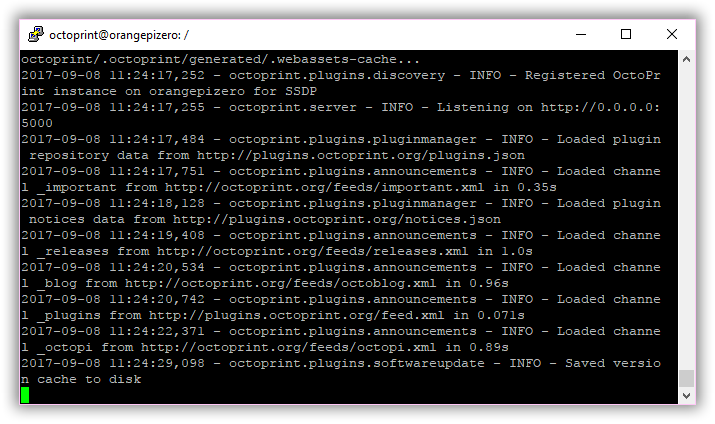 octoprint@orangepizero: /
octoprint/.octoprint/generated/.webassets-cache...
2017-09-08 11:24:17,252 - octoprint.plugins.discovery - INFO - Registered OctoPr
int instance on orangepizero for SSDP
2017-09-08 11:24:17,255 - octoprint.server - INFO - Listening on http://0.0.0.0:
5000
2017-09-08 11:24:17,484 - octoprint.plugins.pluginmanager - INFO - Loaded plugin
 repository data from http://plugins.octoprint.org/plugins.json
2017-09-08 11:24:17,751 - octoprint.plugins.announcements - INFO - Loaded channe
l _important from http://octoprint.org/feeds/important.xml in 0.35s
2017-09-08 11:24:18,128 - octoprint.plugins.pluginmanager - INFO - Loaded plugin
 notices data from http://plugins.octoprint.org/notices.json
2017-09-08 11:24:19,408 - octoprint.plugins.announcements - INFO - Loaded channe
l _releases from http://octoprint.org/feeds/releases.xml in 1.0s
2017-09-08 11:24:20,534 - octoprint.plugins.announcements - INFO - Loaded channe
l _blog from http://octoprint.org/feeds/octoblog.xml in 0.96s
2017-09-08 11:24:20,742 - octoprint.plugins.announcements - INFO - Loaded channe
l _plugins from http://plugins.octoprint.org/feed.xml in 0.071s
2017-09-08 11:24:22,371 - octoprint.plugins.announcements - INFO - Loaded channe
l _octopi from http://octoprint.org/feeds/octopi.xml in 0.89s
2017-09-08 11:24:29,098 - octoprint.plugins.softwareupdate - INFO - Saved versio
n cache to disk